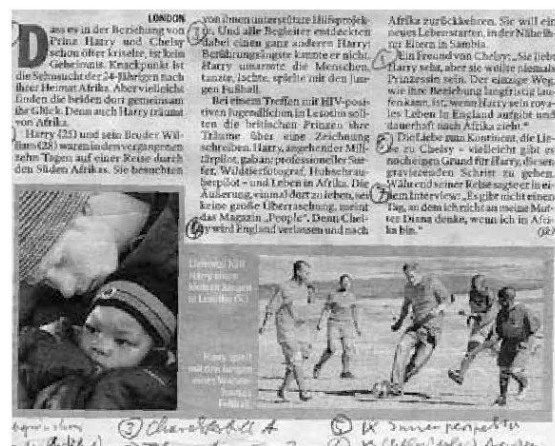 LONDON
Dass es in der Beziehung von
Prinz Harry und Chelsy
schon öfter kriselte, ist kein
Geheimnis. Knackpunkt ist
die Sehnsucht der 24-Jährigen nach
ihrer Heimat Afrika. Aber vielleicht
finden die beiden dort gemeinsam
ihr Glück. Denn auch Harry träumt
von Afrika.
Harry (25) und sein Bruder Wil-
liam (28) waren in den vergangenen
zehn Tagen auf einer Reise durch
den Süden Afrikas. Sie besuchten
von ihnen unterstützte Hilfsprojek-
te. Und alle Begleiter entdeckten
dabei einen ganz anderen Harry:
Berührungsängste kannte er nicht.
Harry umarmte die Menschen,
tanzte, lachte, spielte mit den Jun-
gen Fußball.
Bei einem Treffen mit HIV-posi-
tiven Jugendlichen in Lesotho soll-
ten die britischen Prinzen ihre
Träume über eine Zeichnung
schreiben. Harry, angehender Mili-
tärpilot, gab an: professioneller Sur-
fer, Wildtierfotograf, Hubschrau-
berpilot – und Leben in Afrika. Die
Äußerung, einmal dort zu leben, sei
keine große Überraschung, meint
das Magazin „People". Denn Chel-
sy wird England verlassen und nach
Afrika zurückkehren. Sie will ein
neues Leben starten, in der Nähe ih-
rer Eltern in Sambia.
Ein Freund von Chelsy: „Sie liebt
Harry sehr, aber sie wollte niemals
Prinzessin sein. Der einzige Weg,
wie ihre Beziehung langfristig lau-
fen kann, ist, wenn Harry sein roya-
les Leben in England aufgibt und
dauerhaft nach Afrika zieht."
Die Liebe zum Kontinent, die Lie-
be zu Chelsy – vielleicht gibt es
noch einen Grund für Harry, diesen
gravierenden Schritt zu gehen.
Während seiner Reise sagte er in ei-
nem Interview: „Es gibt nicht einen
Tag, an dem ich nicht an meine Mut-
ter Diana denke, wenn ich in Afri-
ka bin."
Harry
kleinen Jungen
in Lesotho
Harry spielt
mit den Jungen